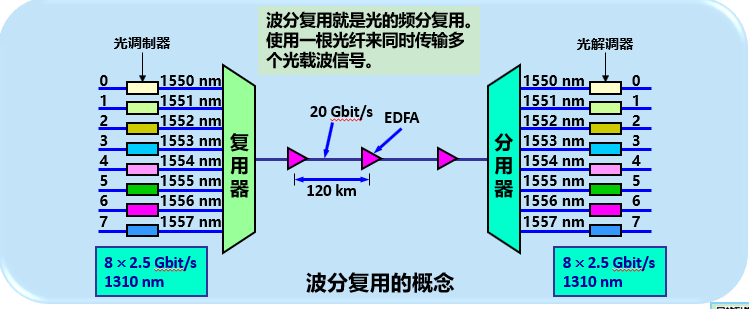 波分复用就是光的频分复用。
使用一根光纤来同时传输多
个光载波信号。
光调制器
光解调器
0 1550 nm
1 1551 nm
2 1552 nm
3 1553 nm
4 1554 nm
5 1555 nm
6 1556 nm
7 1557 nm
复用器
20 Gbit/s
EDFA
120 km
分用器
1550 nm 0
1551 nm 1
1552 nm 2
1553 nm 3
1554 nm 4
1555 nm 5
1556 nm 6
1557 nm 7
8 × 2.5 Gbit/s
1310 nm
8 × 2.5 Gbit/s
1310 nm
波分复用的概念